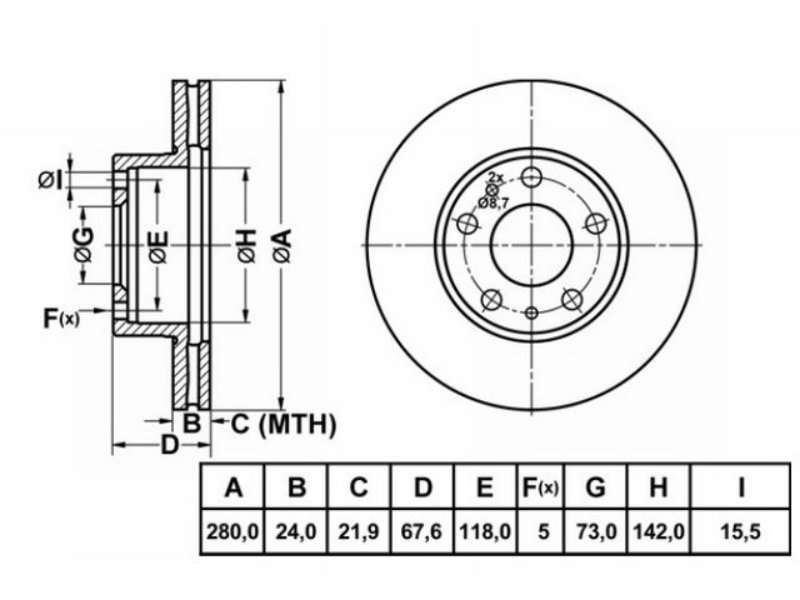 ØI
ØG
ØE
ØH
ØA
F(x)
B
C (MTH)
D
2x
Ø8,7
A B C D E F(x) G H I
280,0 24,0 21,9 67,6 118,0 5 73,0 142,0 15,5